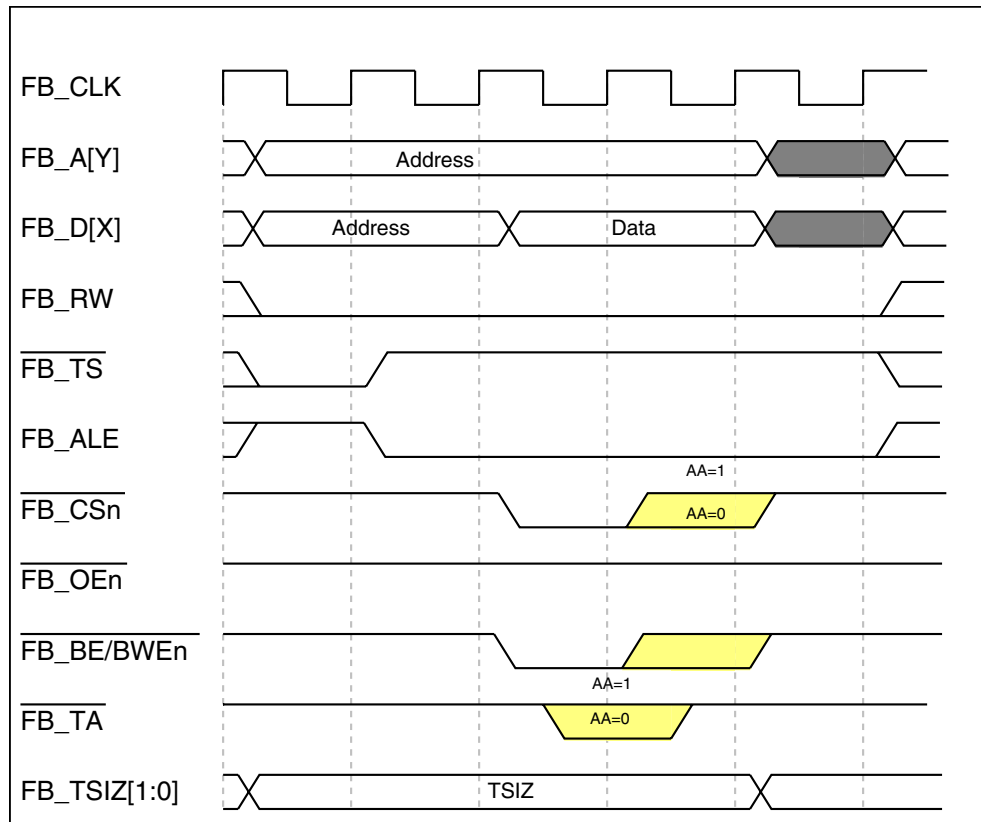 FB_CLK
FB_A[Y]
Address
FB_D[X]
Address
Data
FB_RW
FB_TS
FB_ALE
AA=1
FB_CSn
AA=0
FB_OEn
FB_BE/BWEn
AA=1
FB_TA
AA=0
FB_TSIZ[1:0]
TSIZ